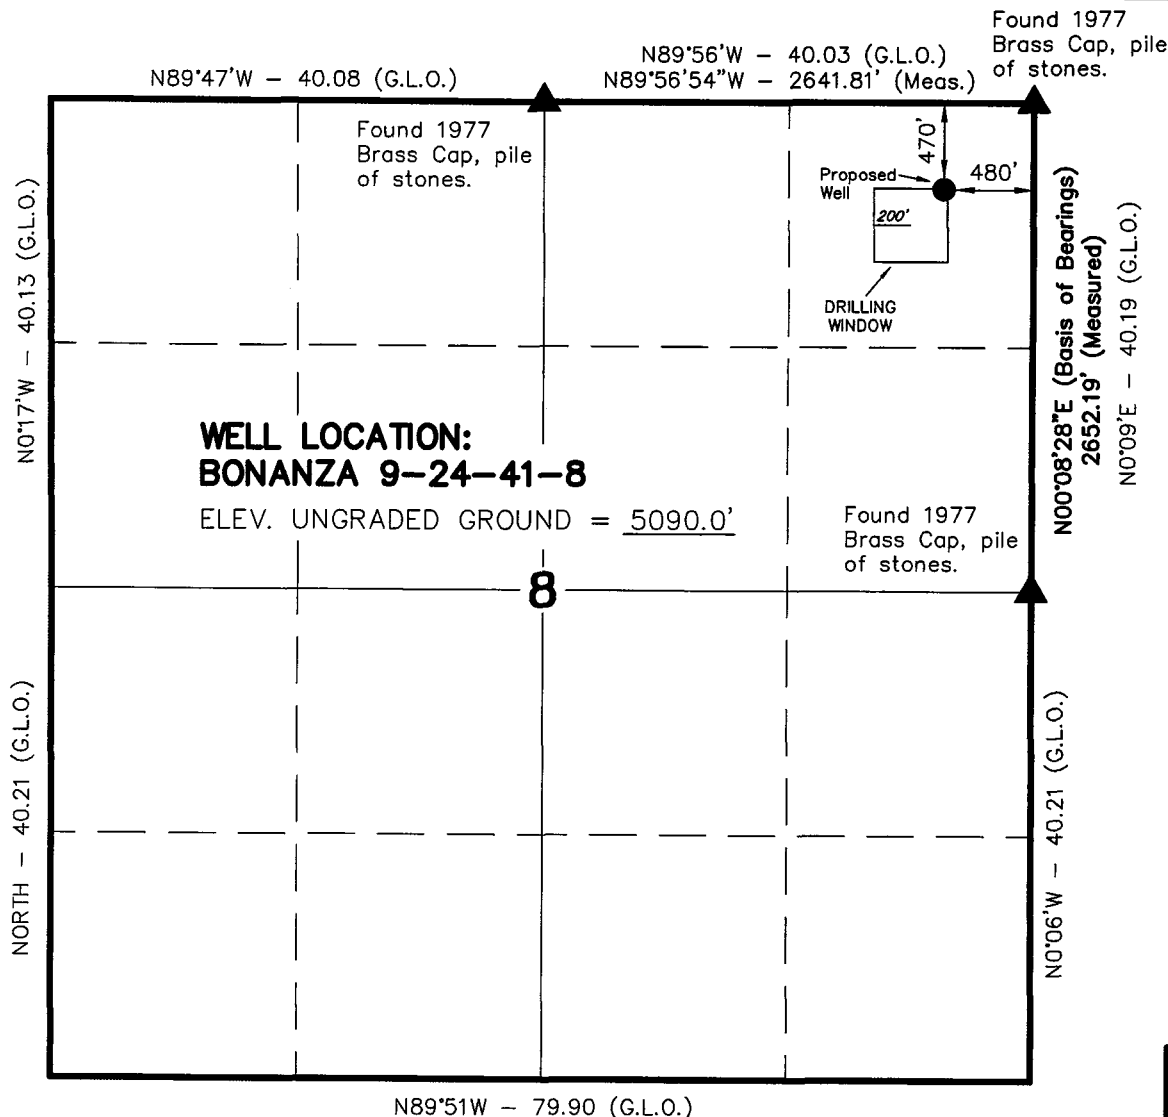 Found 1977
Brass Cap, pile
of stones.
N89°56'W - 40.03 (G.L.O.)
N89°47'W - 40.08 (G.L.O.)
N89°56'54"W - 2641.81' (Meas.)
Found 1977
Brass Cap, pile
of stones.
470'
Proposed
Well
480'
200'
DRILLING
WINDOW
N0°17'W - 40.13 (G.L.O.)
N00°08'28"E (Basis of Bearings)
2652.19' (Measured)
N0°09'E - 40.19 (G.L.O.)
WELL LOCATION:
BONANZA 9-24-41-8
ELEV. UNGRADED GROUND = 5090.0'
Found 1977
Brass Cap, pile
of stones.
8
NORTH - 40.21 (G.L.O.)
N0°06'W - 40.21 (G.L.O.)
N89°51W - 79.90 (G.L.O.)